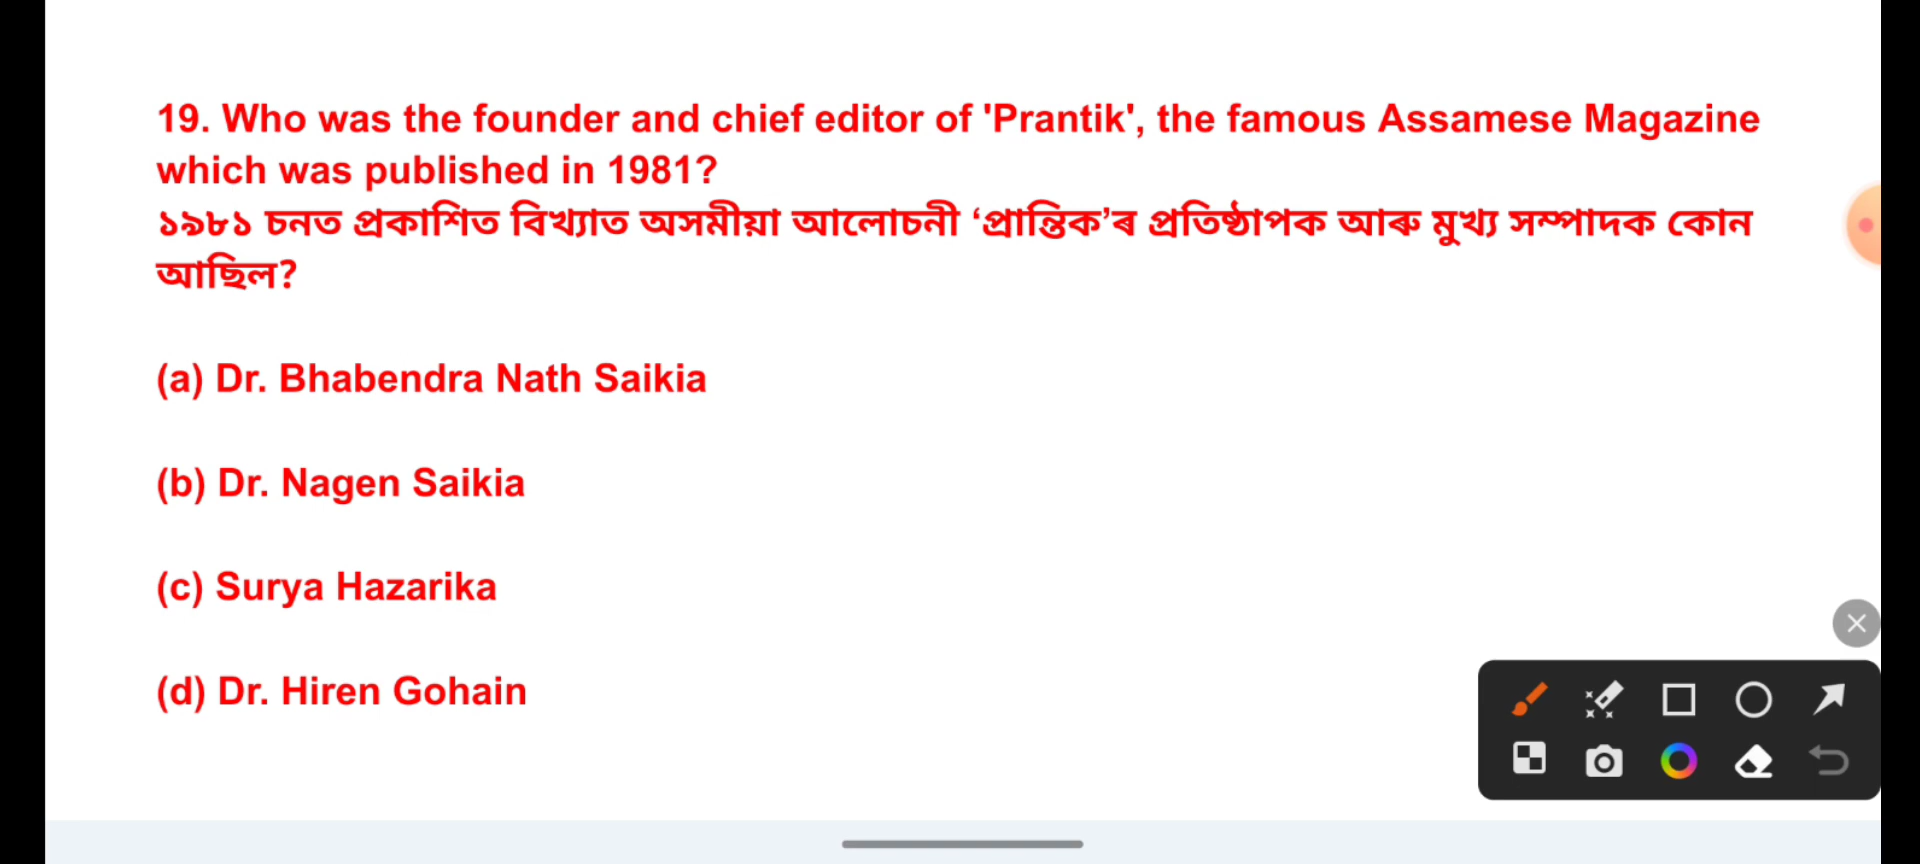 19. Who was the founder and chief editor of 'Prantik', the famous Assamese Magazine
which was published in 1981?
১৯৮১ চনত প্ৰকাশিত বিখ্যাত অসমীয়া আলোচনী ‘প্ৰান্তিক’ৰ প্ৰতিষ্ঠাপক আৰু মুখ্য সম্পাদক কোন
আছিল?
(a) Dr. Bhabendra Nath Saikia
(b) Dr. Nagen Saikia
(c) Surya Hazarika
(d) Dr. Hiren Gohain